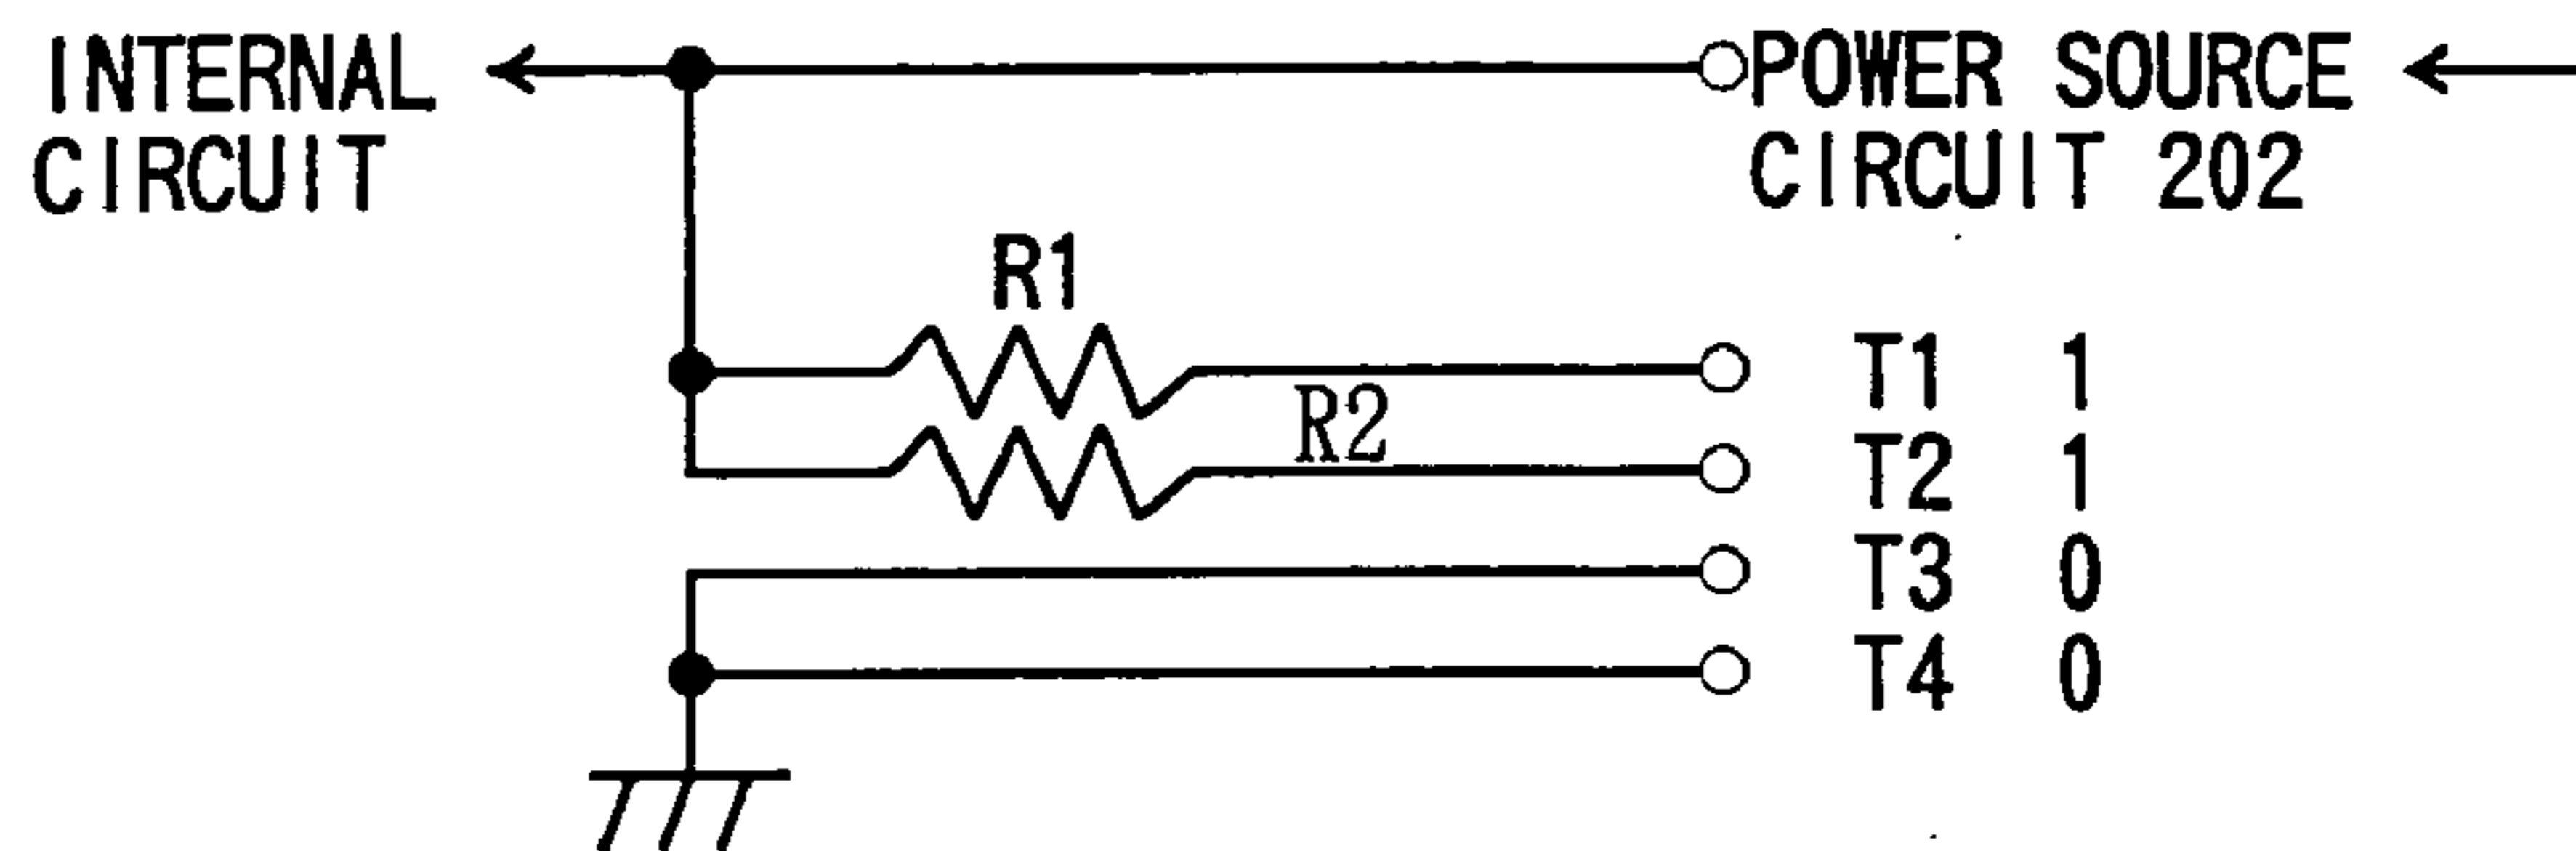 INTERNAL POWER SOURCE
CIRCUIT CIRCUIT 202
R1
T1 1
R2
T2 1
T3 0
T4 0